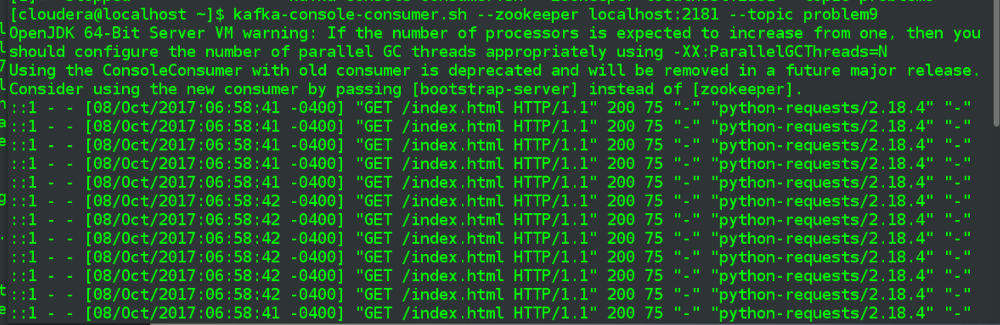 [cloudera@localhost ~]$ kafka-console-consumer.sh --zookeeper localhost:2181 --topic problem9
OpenJDK 64-Bit Server VM warning: If the number of processors is expected to increase from one, then you
should configure the number of parallel GC threads appropriately using -XX:ParallelGCThreads=N
Using the ConsoleConsumer with old consumer is deprecated and will be removed in a future major release.
Consider using the new consumer by passing [bootstrap-server] instead of [zookeeper].
::1 - - [08/Oct/2017:06:58:41 -0400] "GET /index.html HTTP/1.1" 200 75 "-" "python-requests/2.18.4" "-"
::1 - - [08/Oct/2017:06:58:41 -0400] "GET /index.html HTTP/1.1" 200 75 "-" "python-requests/2.18.4" "-"
::1 - - [08/Oct/2017:06:58:41 -0400] "GET /index.html HTTP/1.1" 200 75 "-" "python-requests/2.18.4" "-"
::1 - - [08/Oct/2017:06:58:41 -0400] "GET /index.html HTTP/1.1" 200 75 "-" "python-requests/2.18.4" "-"
::1 - - [08/Oct/2017:06:58:41 -0400] "GET /index.html HTTP/1.1" 200 75 "-" "python-requests/2.18.4" "-"
::1 - - [08/Oct/2017:06:58:42 -0400] "GET /index.html HTTP/1.1" 200 75 "-" "python-requests/2.18.4" "-"
::1 - - [08/Oct/2017:06:58:42 -0400] "GET /index.html HTTP/1.1" 200 75 "-" "python-requests/2.18.4" "-"
::1 - - [08/Oct/2017:06:58:42 -0400] "GET /index.html HTTP/1.1" 200 75 "-" "python-requests/2.18.4" "-"
::1 - - [08/Oct/2017:06:58:42 -0400] "GET /index.html HTTP/1.1" 200 75 "-" "python-requests/2.18.4" "-"
::1 - - [08/Oct/2017:06:58:42 -0400] "GET /index.html HTTP/1.1" 200 75 "-" "python-requests/2.18.4" "-"
::1 - - [08/Oct/2017:06:58:42 -0400] "GET /index.html HTTP/1.1" 200 75 "-" "python-requests/2.18.4" "-"
::1 - - [08/Oct/2017:06:58:41 -0400] "GET /index.html HTTP/1.1" 200 75 "-" "python-requests/2.18.4" "-"